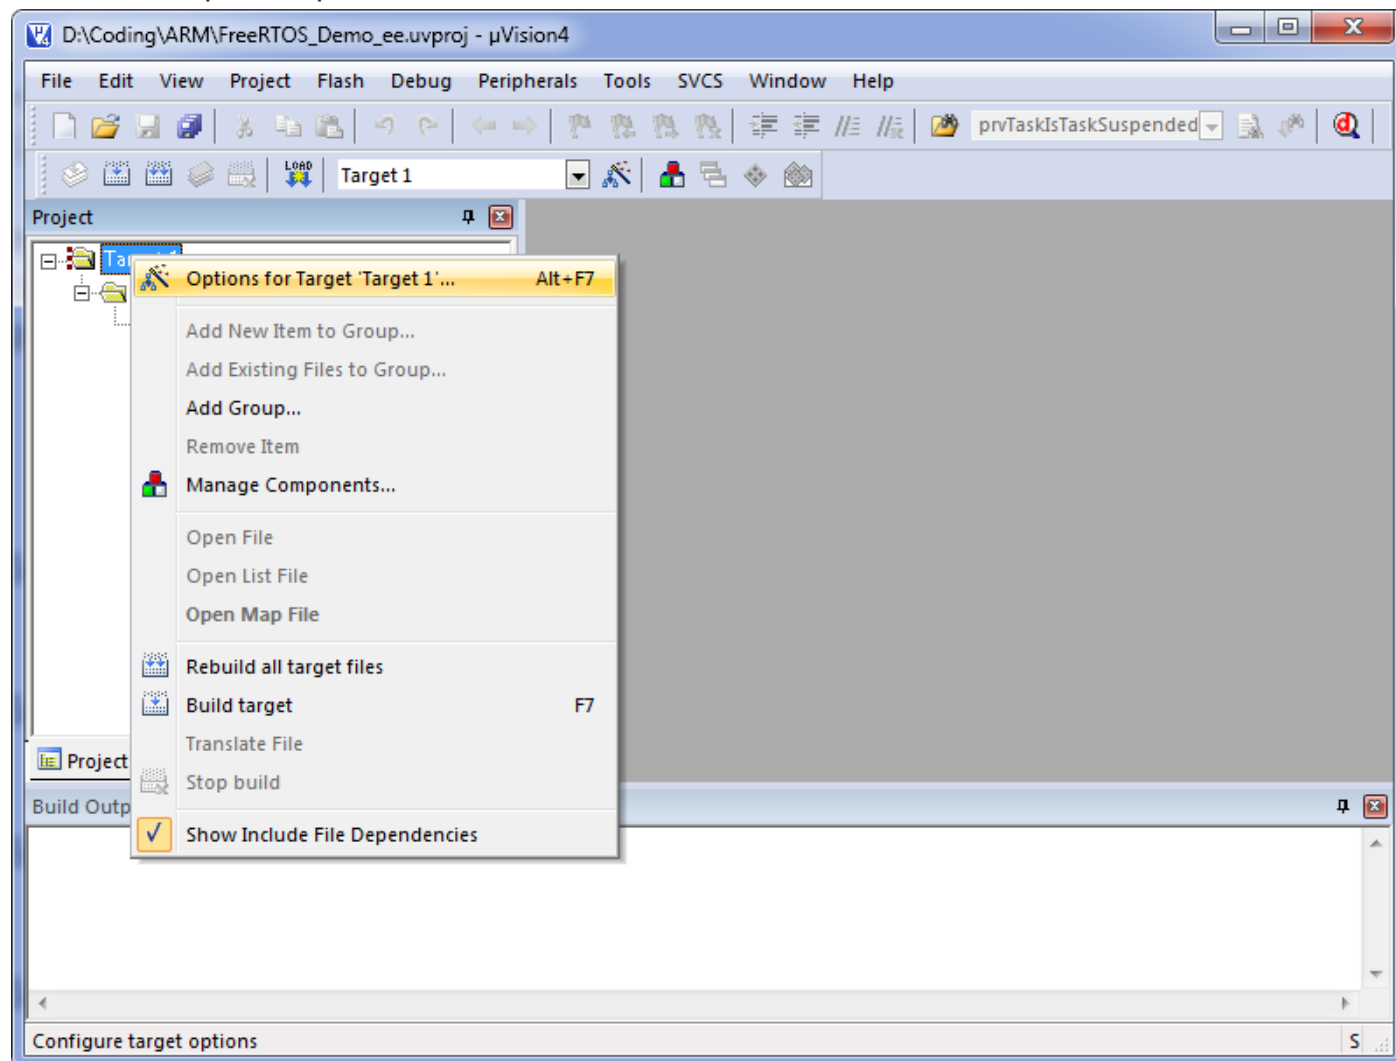 D:\Coding\ARM\FreeRTOS_Demo_ee.uvproj - µVision4
File Edit View Project Flash Debug Peripherals Tools SVCS Window Help
prvTaskIsTaskSuspended
LOAD Target 1
Project
Options for Target 'Target 1'... Alt+F7
Add New Item to Group...
Add Existing Files to Group...
Add Group...
Remove Item
Manage Components...
Open File
Open List File
Open Map File
Rebuild all target files
Build target F7
Translate File
Project
Stop build
Build Outp
Show Include File Dependencies
Configure target options S